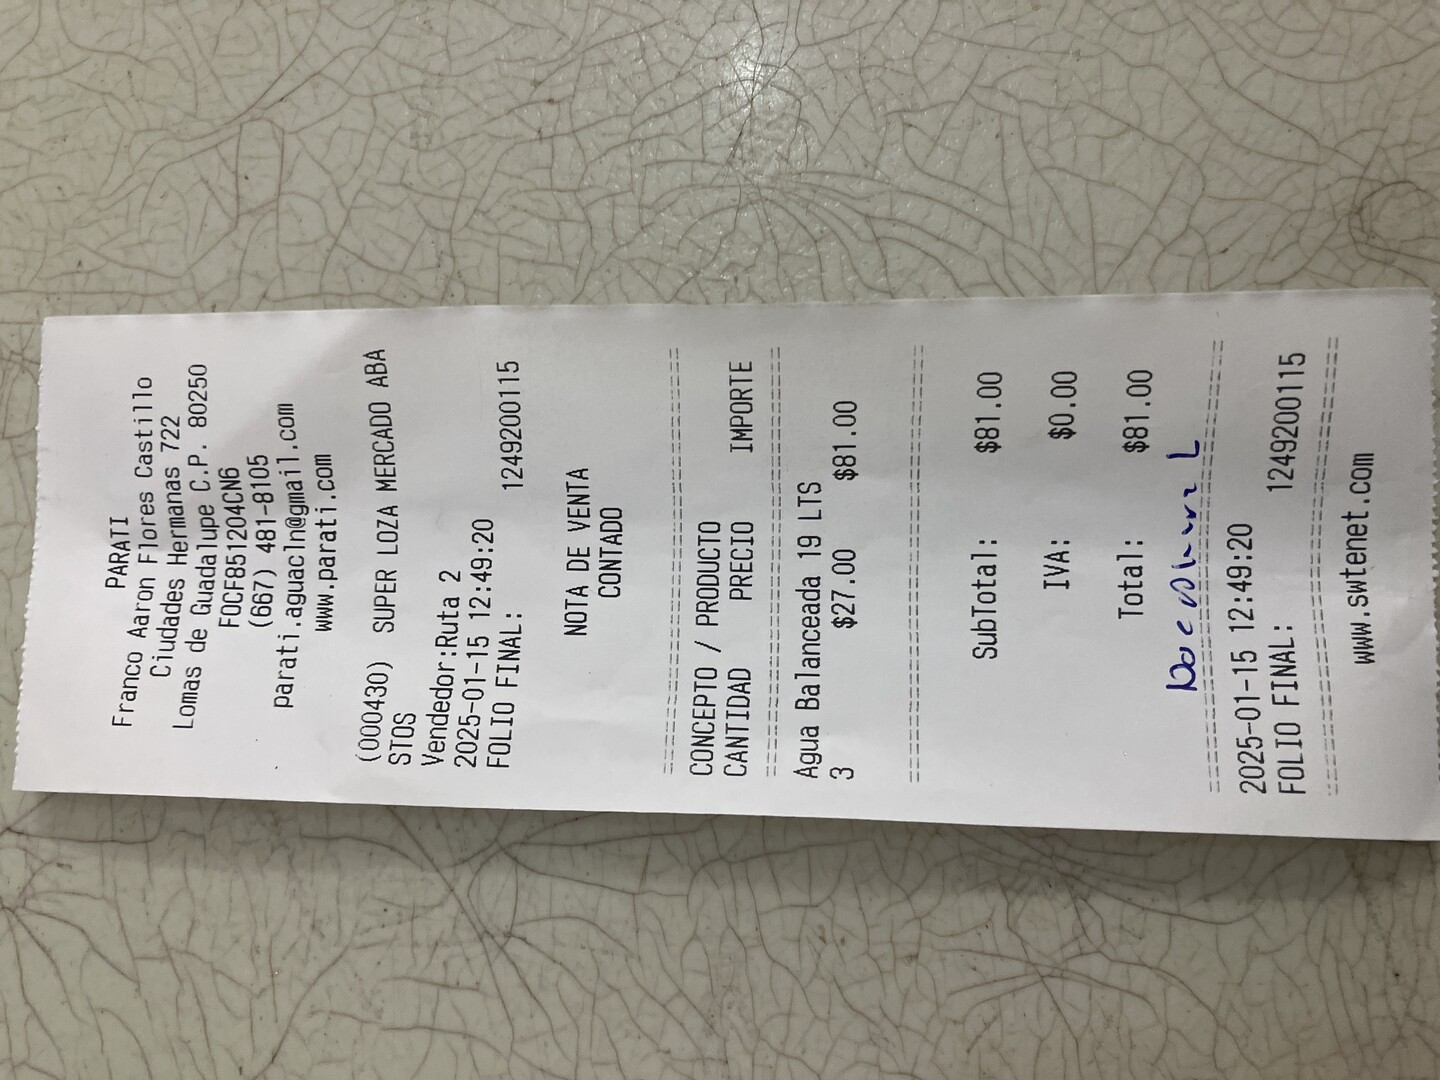 PARATI
Franco Aaron Flores Castillo
Ciudades Hermanas 722
Lomas de Guadalupe C.P. 80250
FOCF851204CN6
(667) 481-8105
parati.aguacln@gmail.com
www.parati.com
(000430) SUPER LOZA MERCADO ABA
STOS
Vendedor:Ruta 2
2025-01-15 12:49:20
FOLIO FINAL: 1249200115
NOTA DE VENTA
CONTADO
CONCEPTO / PRODUCTO
CANTIDAD PRECIO IMPORTE
Agua Balanceada 19 LTS
3 $27.00 $81.00
SubTotal: $81.00
IVA: $0.00
Total: $81.00
2025-01-15 12:49:20
FOLIO FINAL: 1249200115
www.swtenet.com